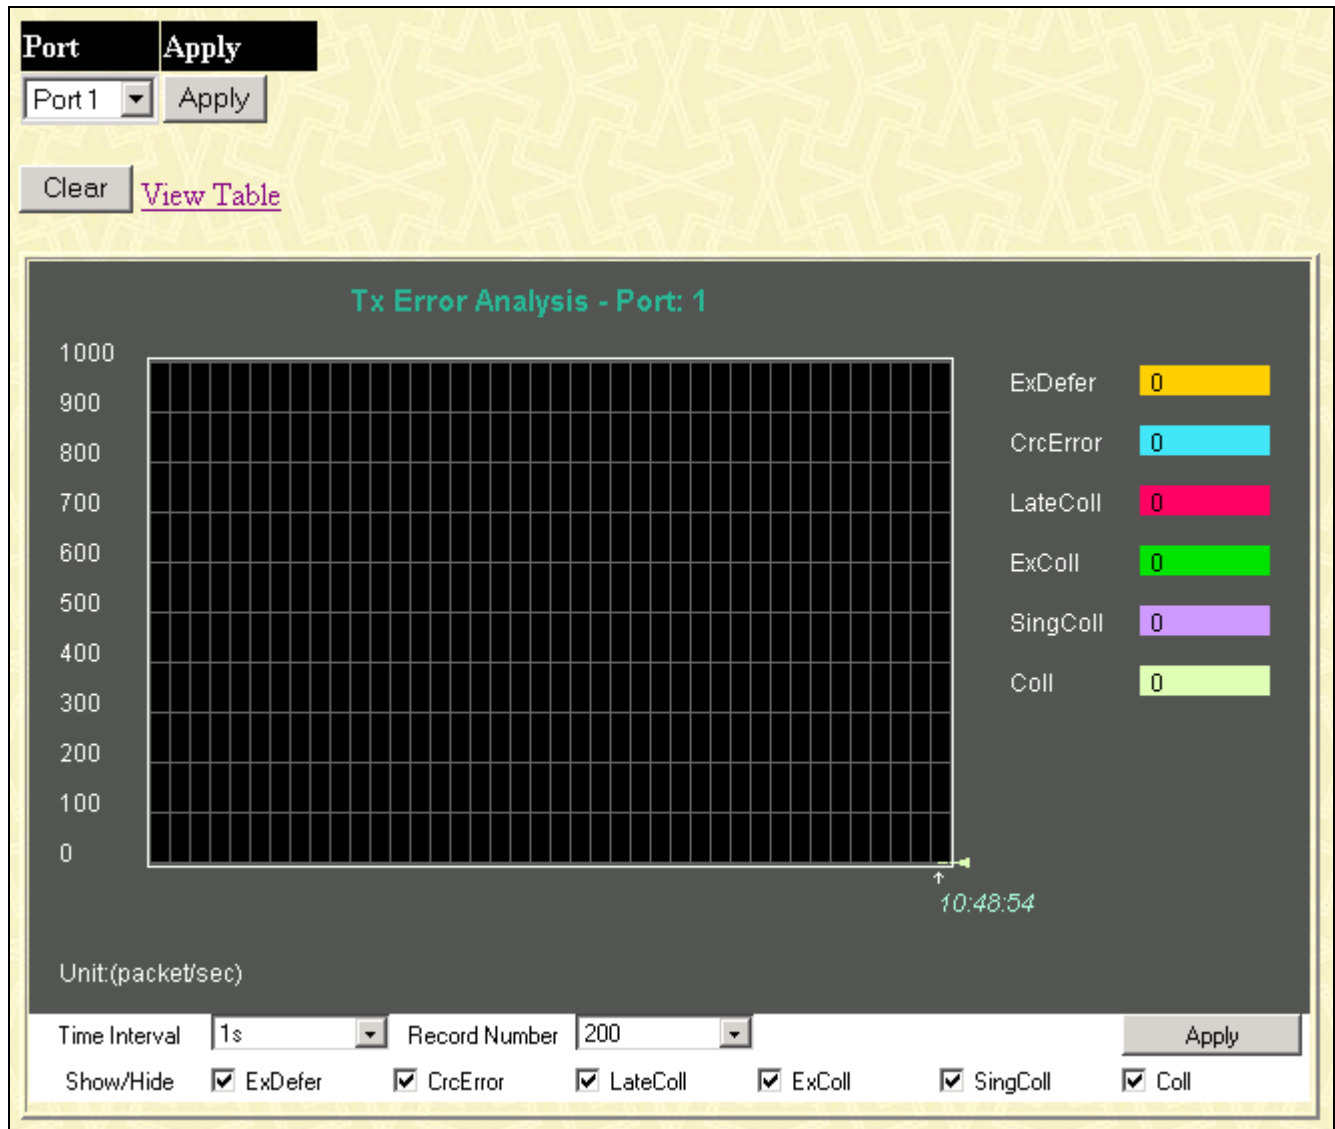 Port Apply
Port 1 Apply
Clear View Table
Tx Error Analysis - Port: 1
1000
900
800
700
600
500
400
300
200
100
0
ExDefer 0
CrcError 0
LateColl 0
ExColl 0
SingColl 0
Coll 0
10:48:54
Unit:(packet/sec)
Time Interval 1s Record Number 200 Apply
Show/Hide ExDefer CrcError LateColl ExColl SingColl Coll